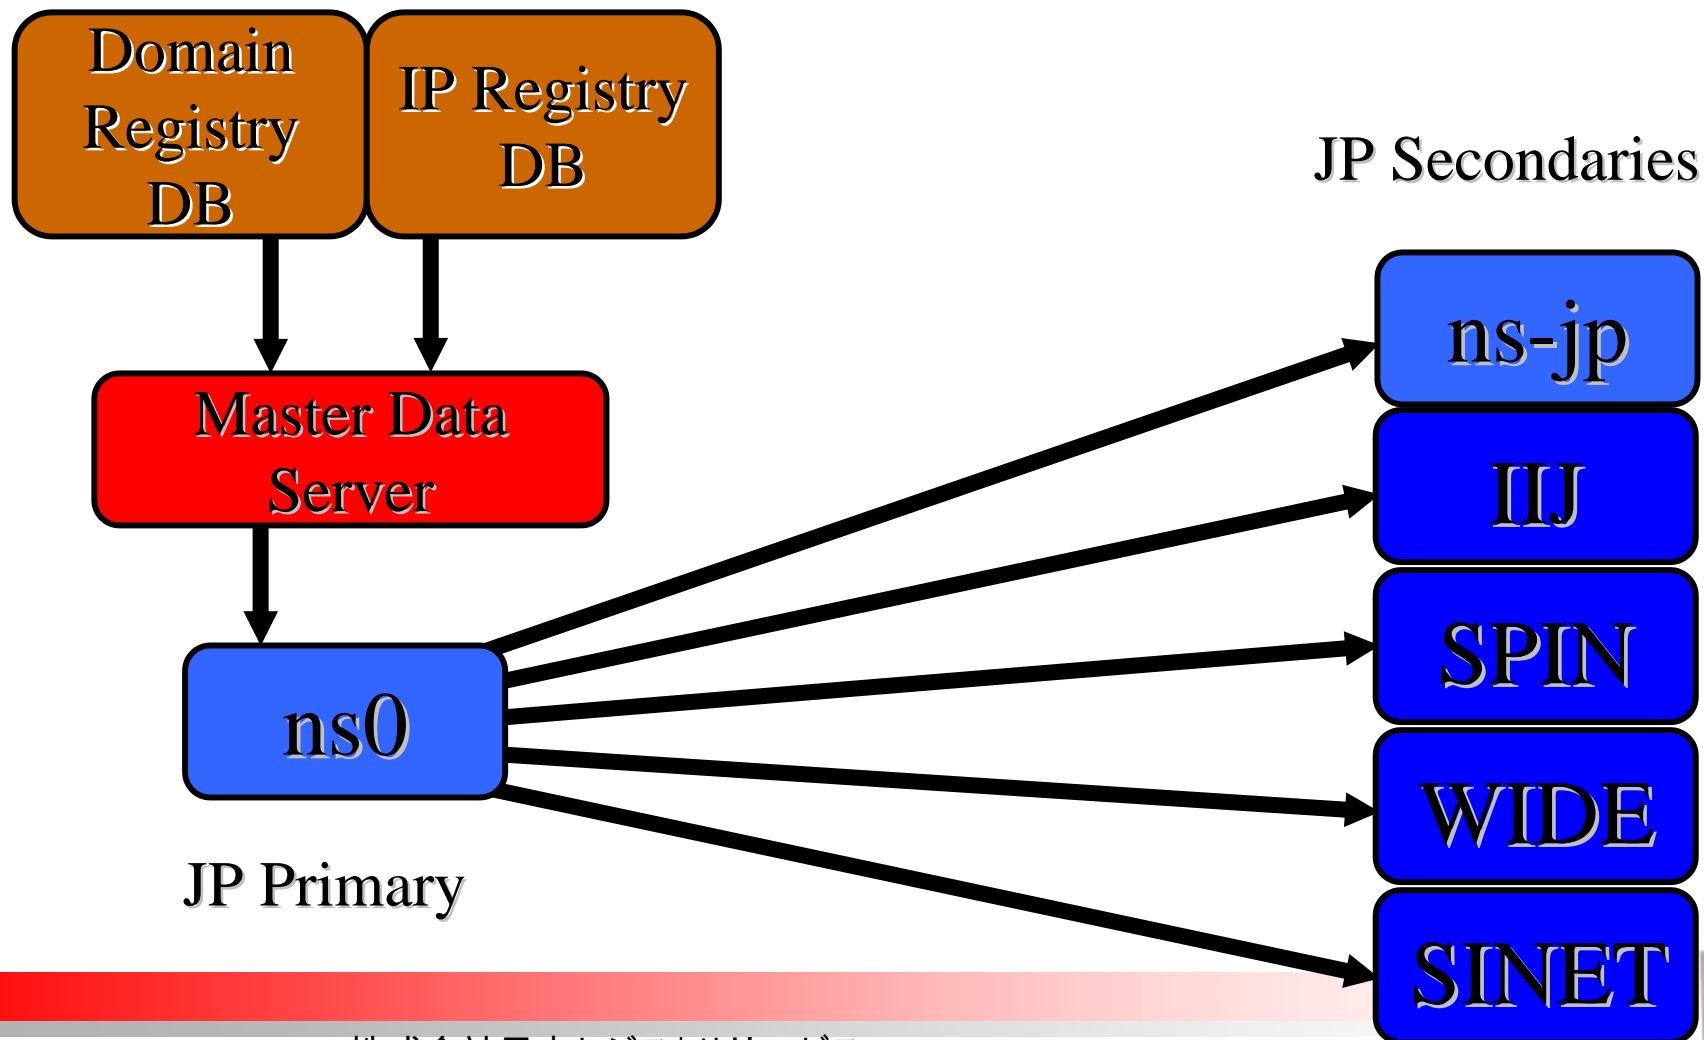 Domain
Registry
DB
IP Registry
DB
JP Secondaries
ns-jp
Master Data
Server
IIJ
SPIN
ns0
WIDE
JP Primary
SINET